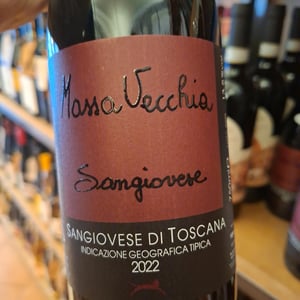 Massa Vecchia
Sangiovese
SANGIOVESE DI TOSCANA
INDICAZIONE GEOGRAFICA TIPICA
2022